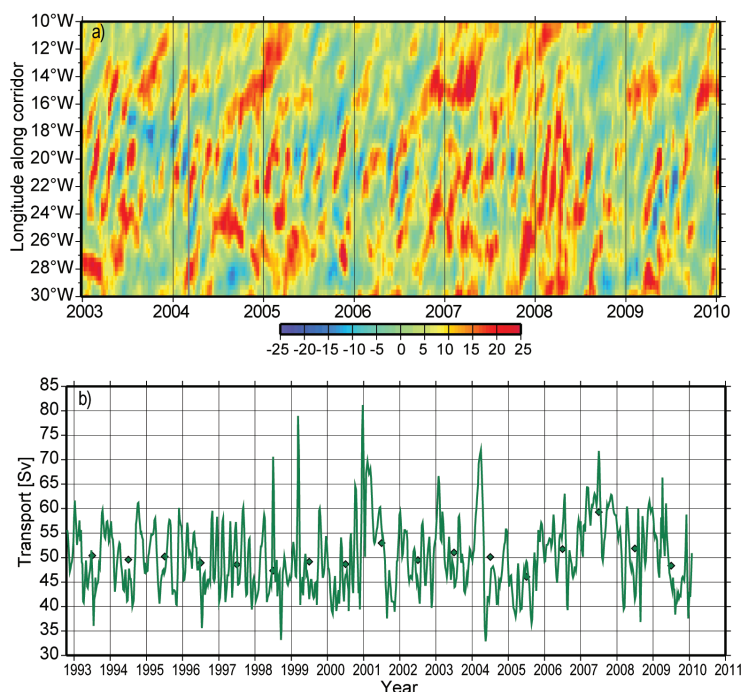 a)
10°W
12°W
14°W
16°W
18°W
20°W
22°W
24°W
26°W
28°W
30°W
Longitude along corridor
2003 2004 2005 2006 2007 2008 2009 2010
-25 -20 -15 -10 -5 0 5 10 15 20 25
b)
85
80
75
70
65
60
55
50
45
40
35
30
Transport [Sv]
1993 1994 1995 1996 1997 1998 1999 2000 2001 2002 2003 2004 2005 2006 2007 2008 2009 2010 2011
Year